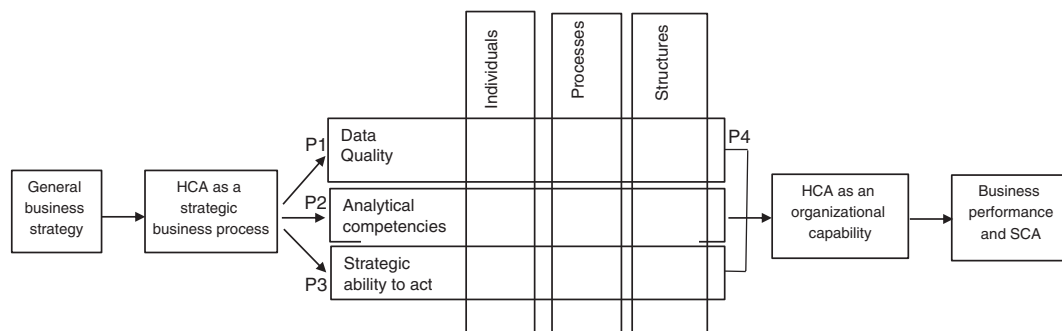 Individuals
Processes
Structures
P1
Data
Quality
P4
General
business
strategy
HCA as a
strategic
business process
P2
Analytical
competencies
HCA as an
organizational
capability
Business
performance
and SCA
P3
Strategic
ability to act